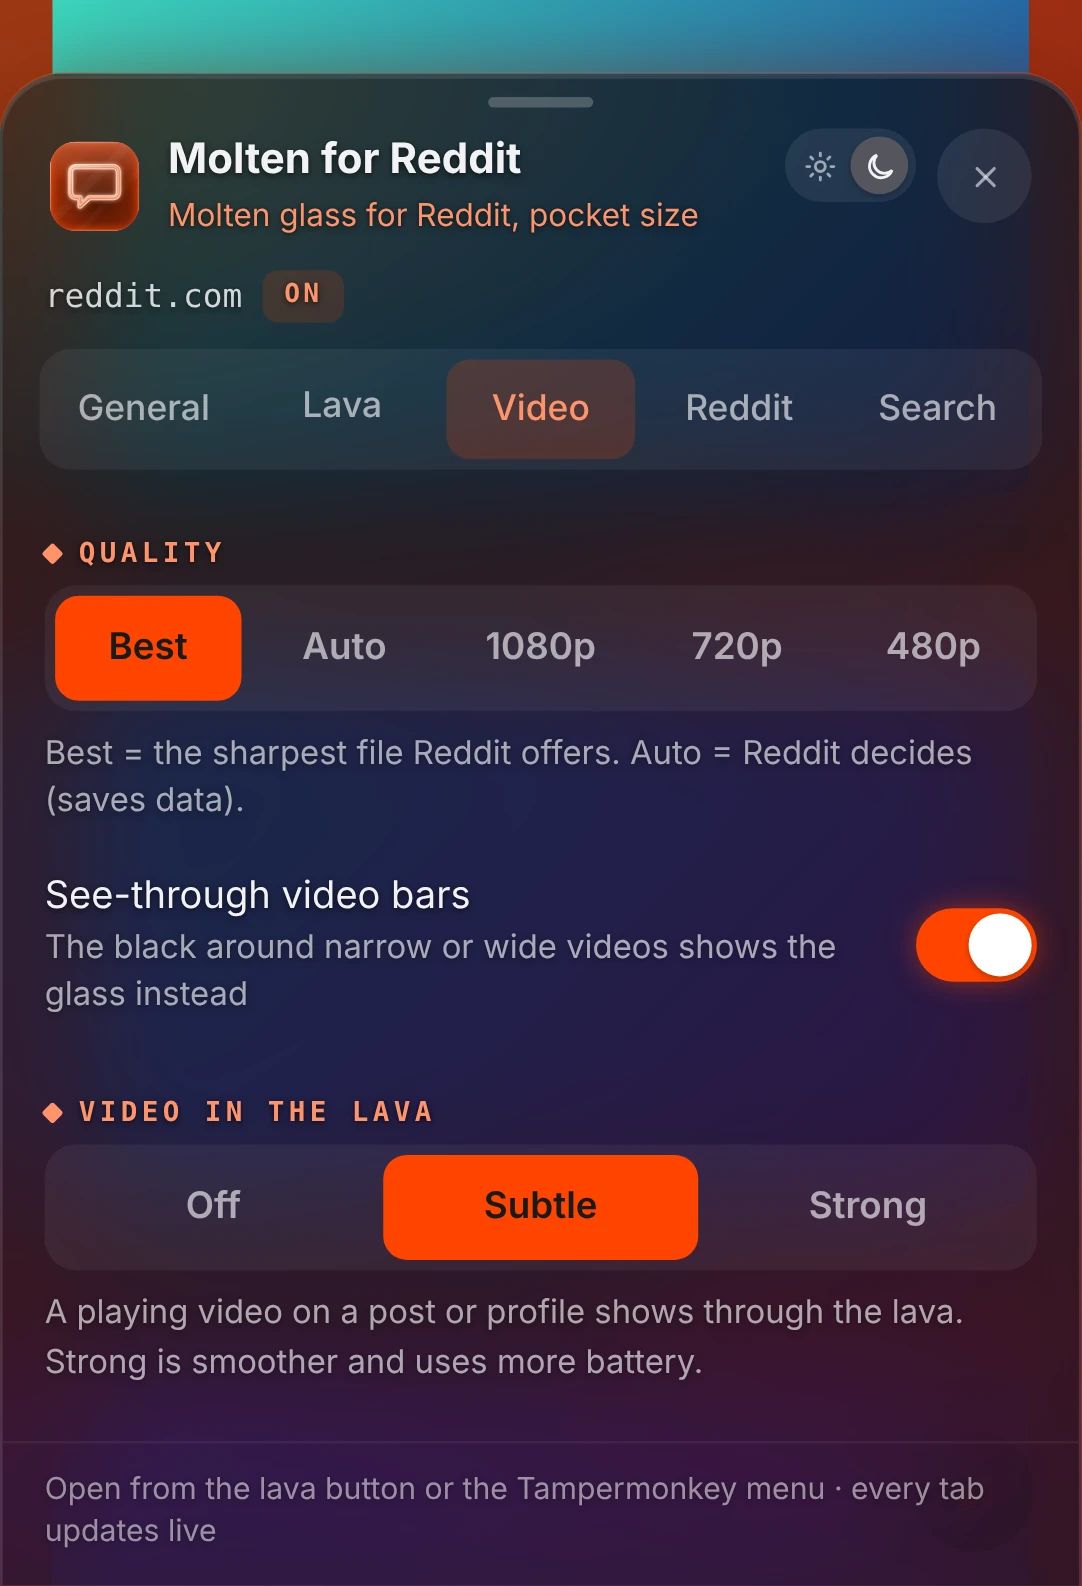 Molten for Reddit
Molten glass for Reddit, pocket size
reddit.com ON
General Lava Video Reddit Search
QUALITY
Best Auto 1080p 720p 480p
Best = the sharpest file Reddit offers. Auto = Reddit decides
(saves data).
See-through video bars
The black around narrow or wide videos shows the
glass instead
VIDEO IN THE LAVA
Off Subtle Strong
A playing video on a post or profile shows through the lava.
Strong is smoother and uses more battery.
Open from the lava button or the Tampermonkey menu · every tab
updates live